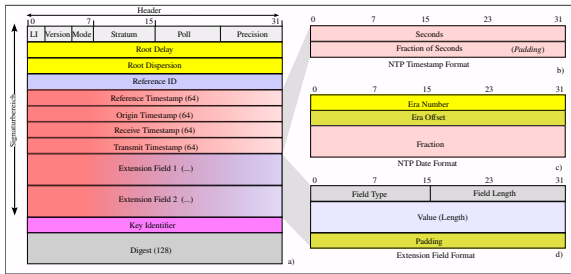 Header
0 7 15 31
LI Version Mode Stratum Poll Precision
Root Delay
Root Dispersion
Reference ID
Reference Timestamp (64)
Origin Timestamp (64)
Receive Timestamp (64)
Transmit Timestamp (64)
Extension Field 1 (...)
Extension Field 2 (...)
Key Identifier
Digest (128)
a)
Signaturbereich
0 7 15 23 31
Seconds
Fraction of Seconds (Padding)
NTP Timestamp Format
b)
0 7 15 23 31
Era Number
Era Offset
Fraction
NTP Date Format
c)
0 7 15 23 31
Field Type Field Length
Value (Length)
Padding
Extension Field Format
d)